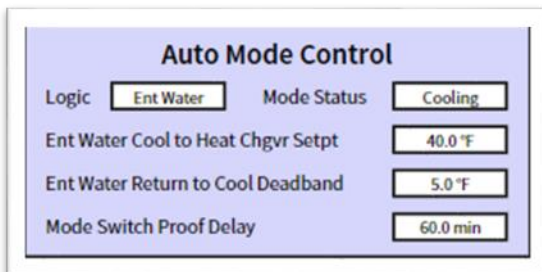 Auto Mode Control
Logic Ent Water Mode Status Cooling
Ent Water Cool to Heat Chgvr Setpt 40.0 °F
Ent Water Return to Cool Deadband 5.0 °F
Mode Switch Proof Delay 60.0 min